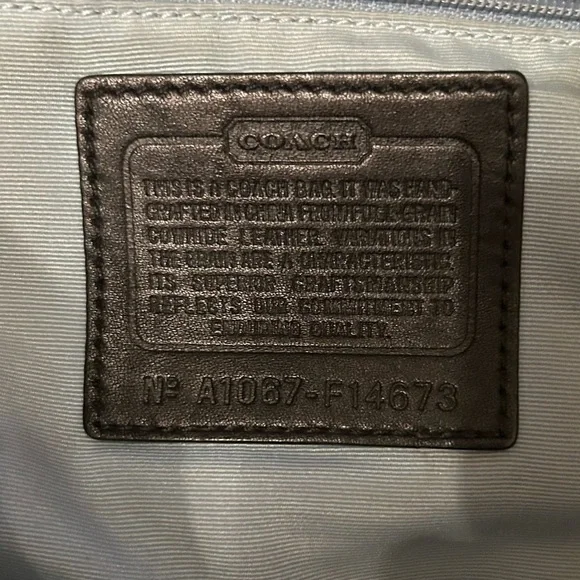 COACH
THIS IS A COACH BAG. IT WAS HAND-
CRAFTED IN CHINA FROM FULL GRAIN
COWHIDE LEATHER. VARIATIONS IN
THE GRAIN ARE A CHARACTERISTIC.
ITS SUPERIOR CRAFTSMANSHIP
REFLECTS OUR COMMITMENT TO
ENDURING QUALITY.
Nº A1067-F14673